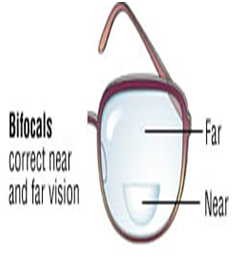 Bifocals
correct near
and far vision
Far
Near